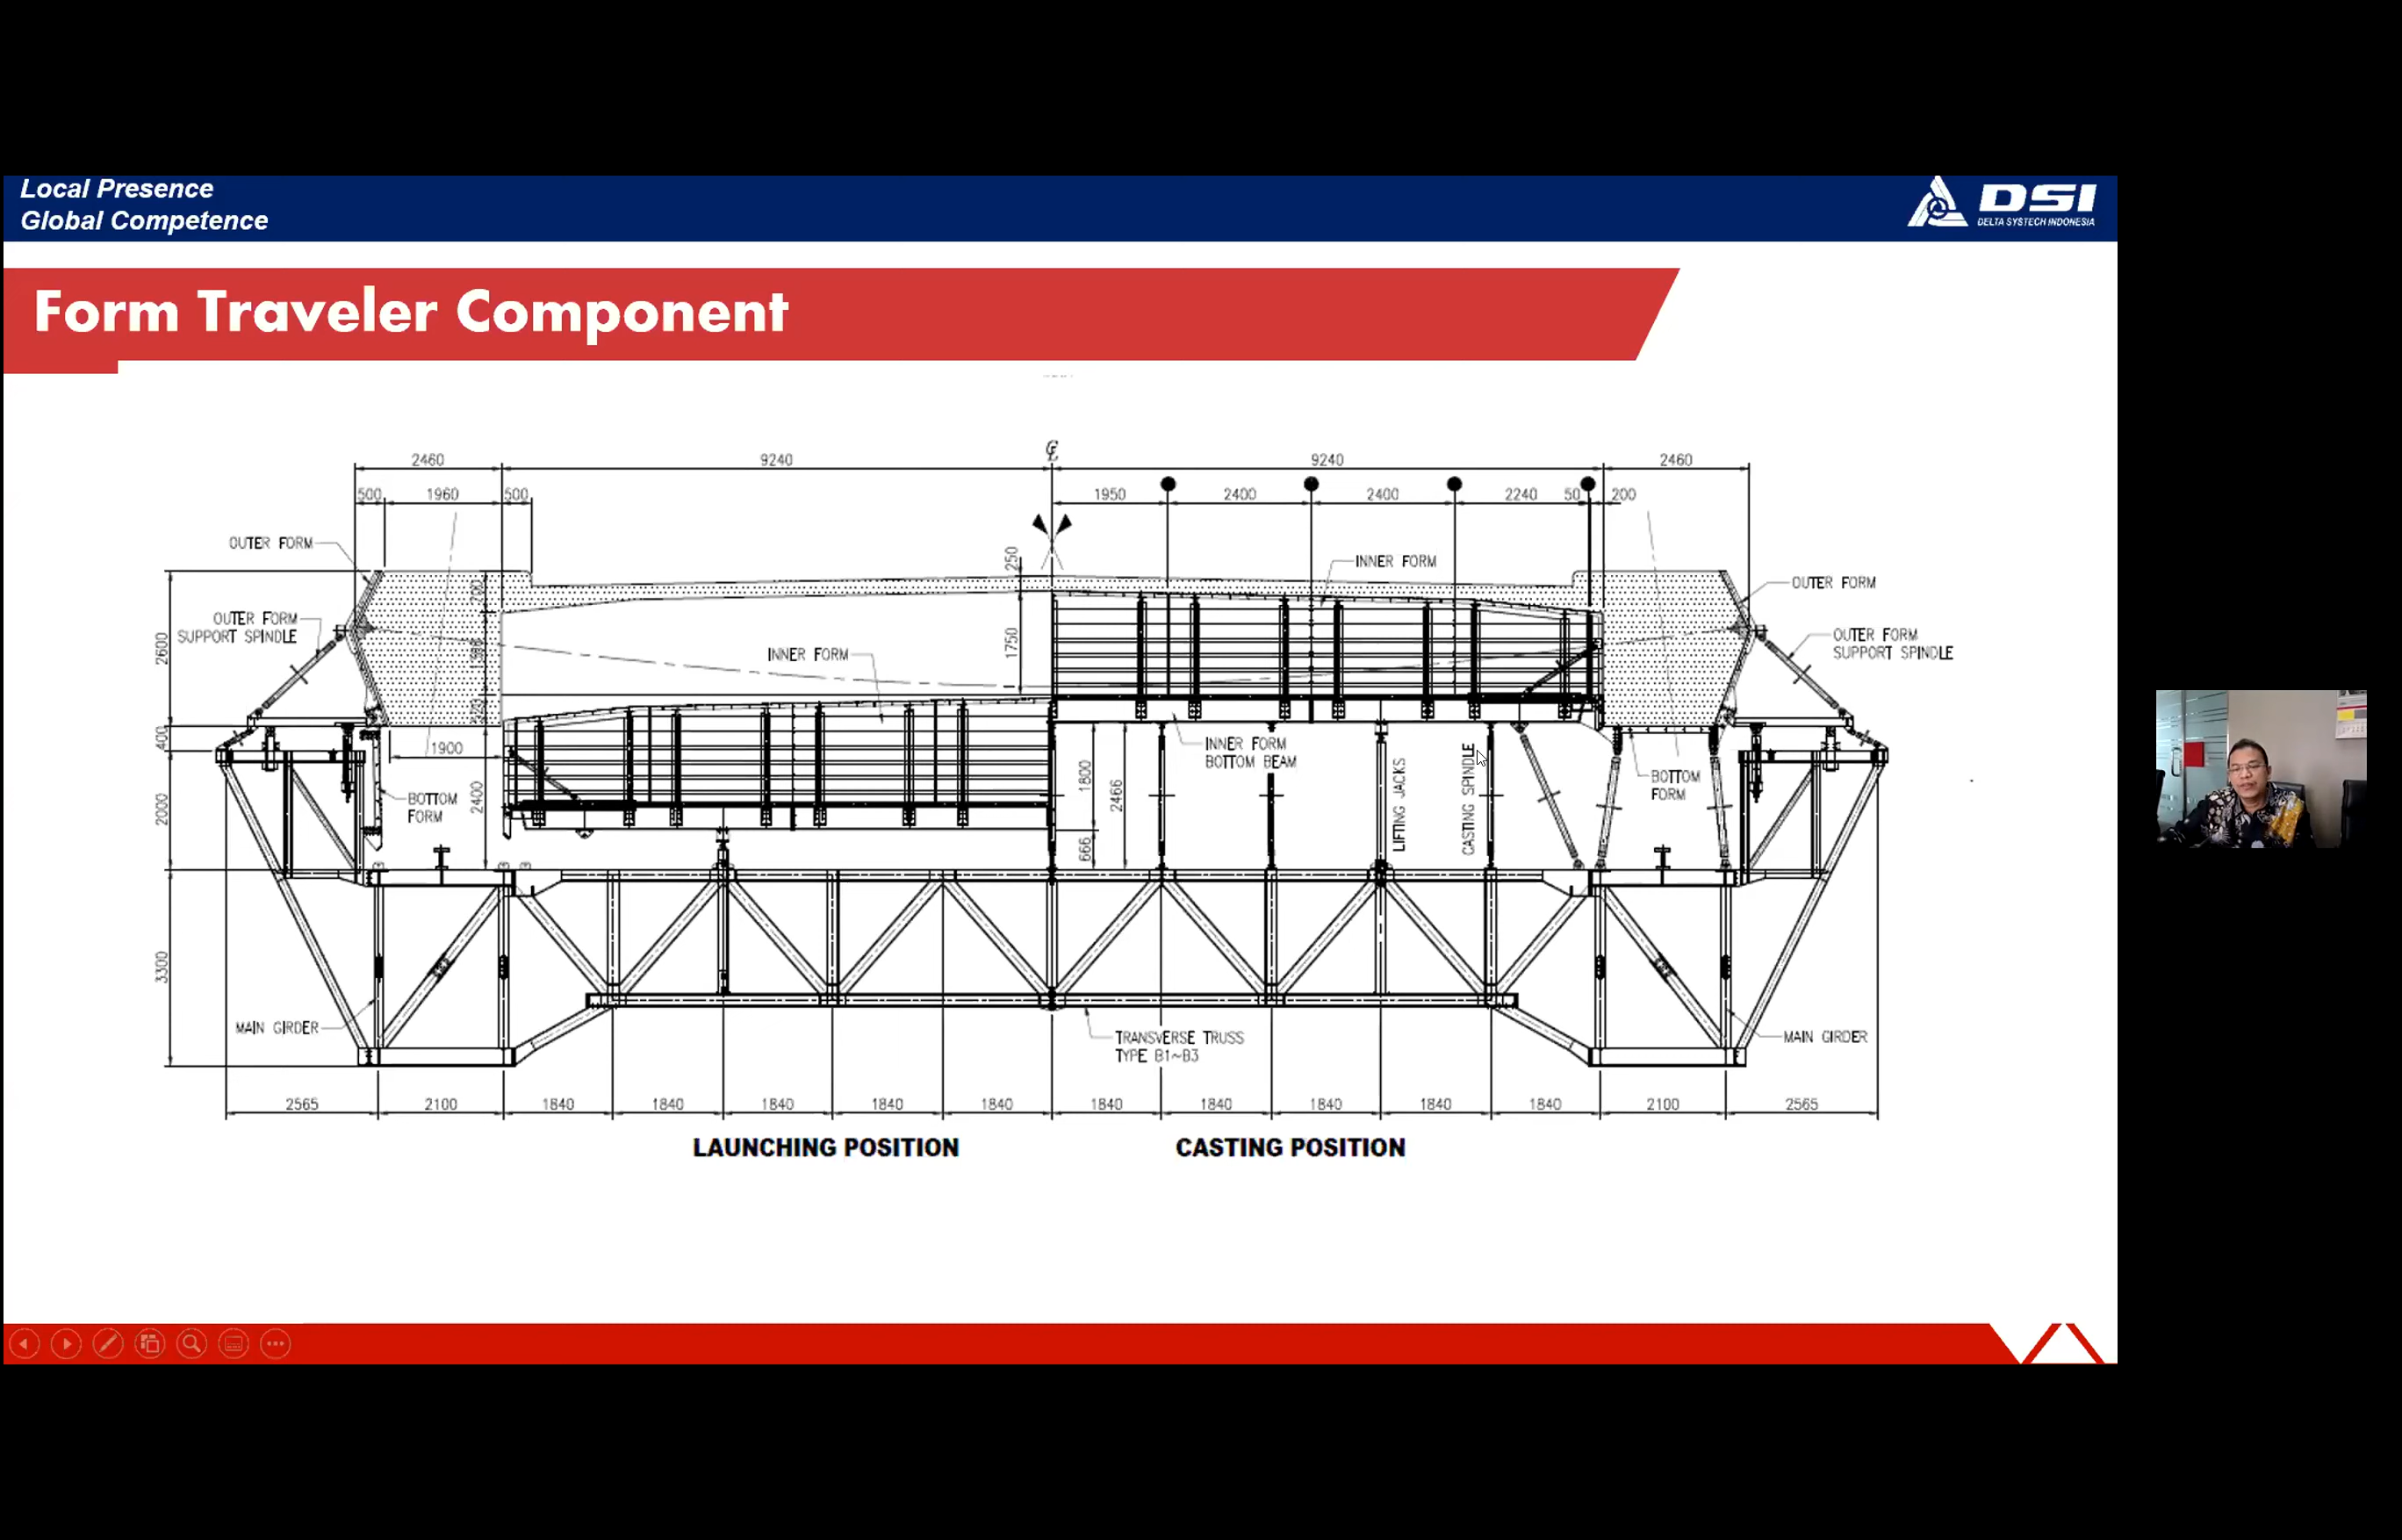 Local Presence
Global Competence
DSI
DELTA SYSTECH INDONESIA
Form Traveler Component
2460
9240
9240
2460
500
1960
500
1950
2400
2400
2240
50
200
OUTER FORM
250
INNER FORM
OUTER FORM
700
OUTER FORM
SUPPORT SPINDLE
2600
1750
OUTER FORM
SUPPORT SPINDLE
INNER FORM
400
1900
INNER FORM
BOTTOM BEAM
BOTTOM
FORM
2000
2400
1800
2466
LIFTING JACKS
CASTING SPINDLE
BOTTOM
FORM
666
3300
MAIN GIRDER
TRANSVERSE TRUSS
TYPE B1~B3
MAIN GIRDER
2565
2100
1840
1840
1840
1840
1840
1840
1840
1840
1840
1840
2100
2565
LAUNCHING POSITION
CASTING POSITION